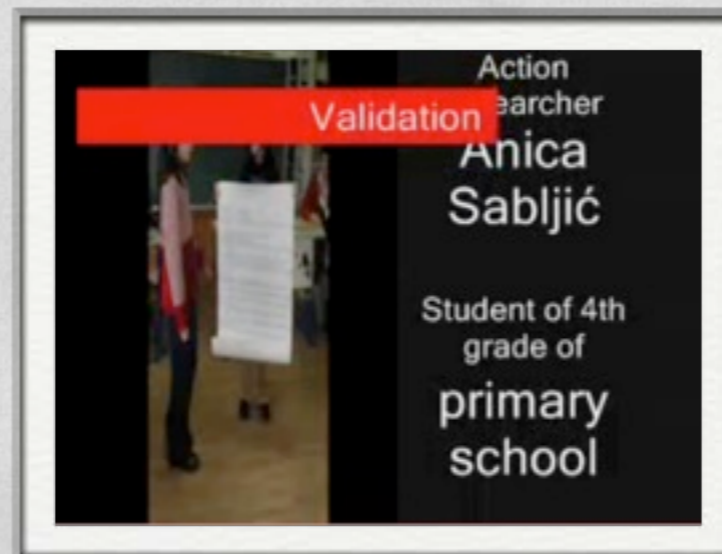 Action
earcher
Validation
Anica
Sabljić
Student of 4th
grade of
primary
school